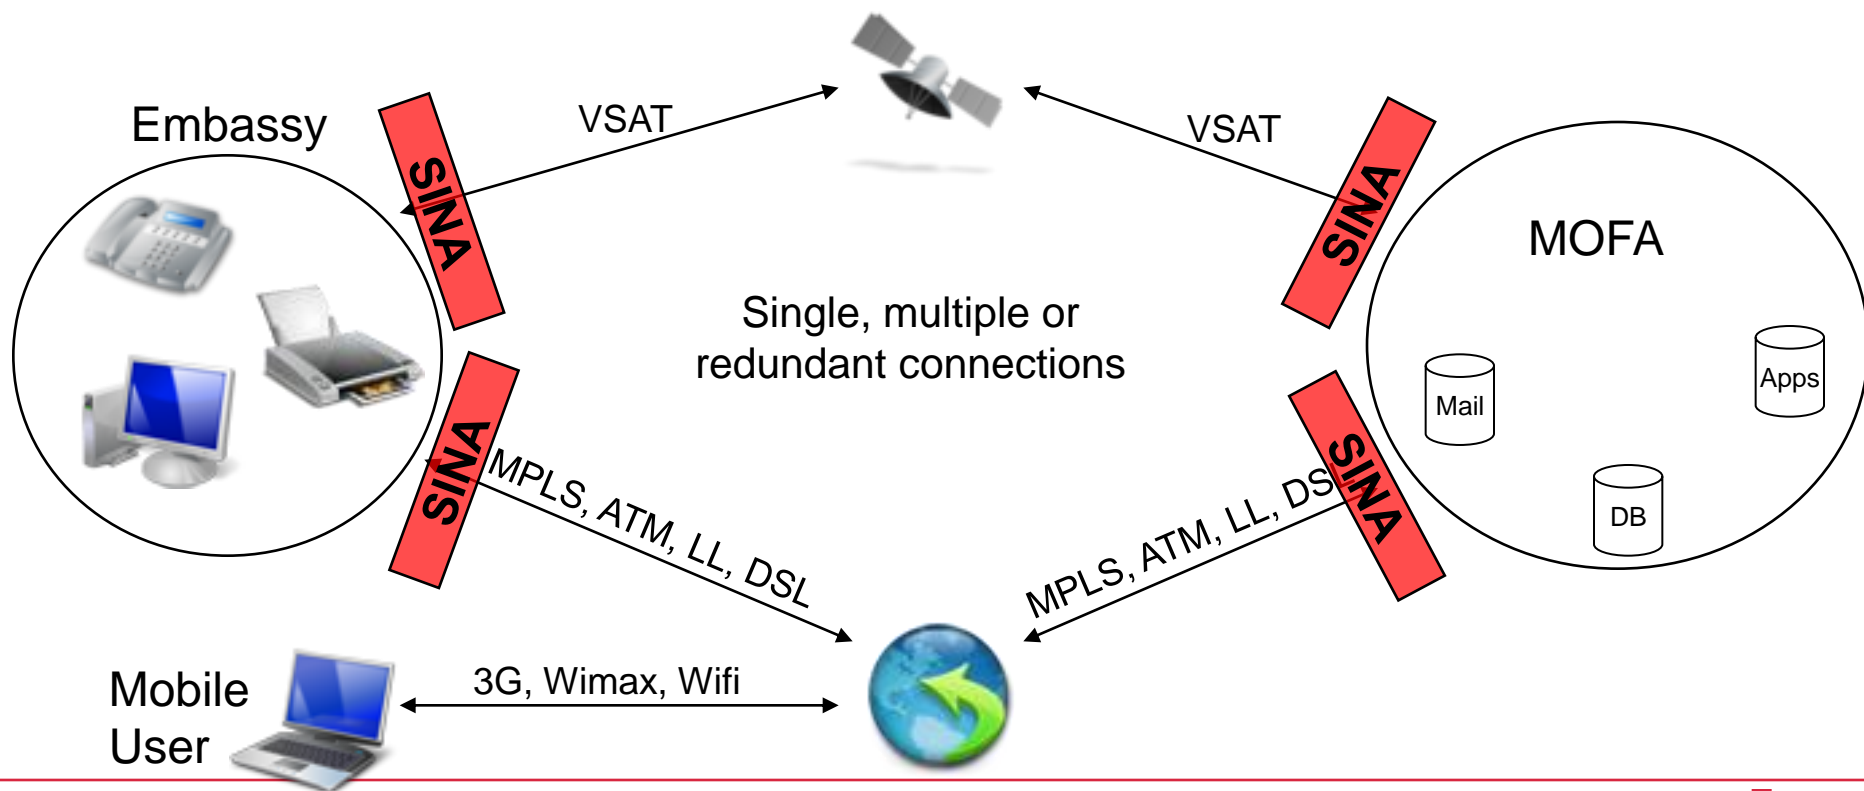 Embassy
SINA
VSAT
VSAT
SINA
MOFA
Single, multiple or
redundant connections
Mail
Apps
DB
SINA
MPLS, ATM, LL, DSL
MPLS, ATM, LL, DSL
SINA
Mobile
User
3G, Wimax, Wifi